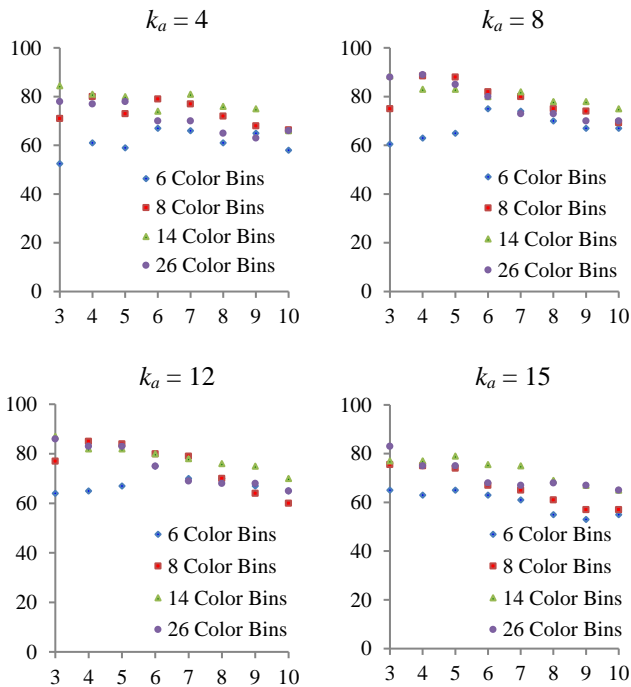 k_a = 4
100
80
60
40
20
0
3 4 5 6 7 8 9 10
6 Color Bins
8 Color Bins
14 Color Bins
26 Color Bins
k_a = 8
100
80
60
40
20
0
3 4 5 6 7 8 9 10
6 Color Bins
8 Color Bins
14 Color Bins
26 Color Bins
k_a = 12
100
80
60
40
20
0
3 4 5 6 7 8 9 10
6 Color Bins
8 Color Bins
14 Color Bins
26 Color Bins
k_a = 15
100
80
60
40
20
0
3 4 5 6 7 8 9 10
6 Color Bins
8 Color Bins
14 Color Bins
26 Color Bins